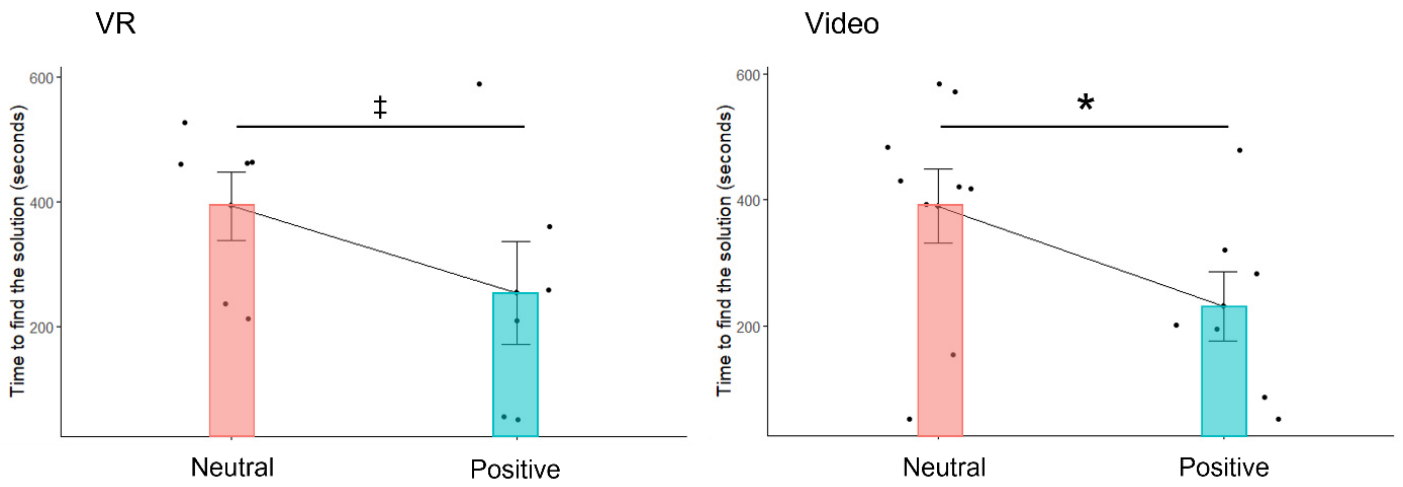 VR
Time to find the solution (seconds)
600
400
200
‡
Neutral
Positive
Video
Time to find the solution (seconds)
600
400
200
*
Neutral
Positive